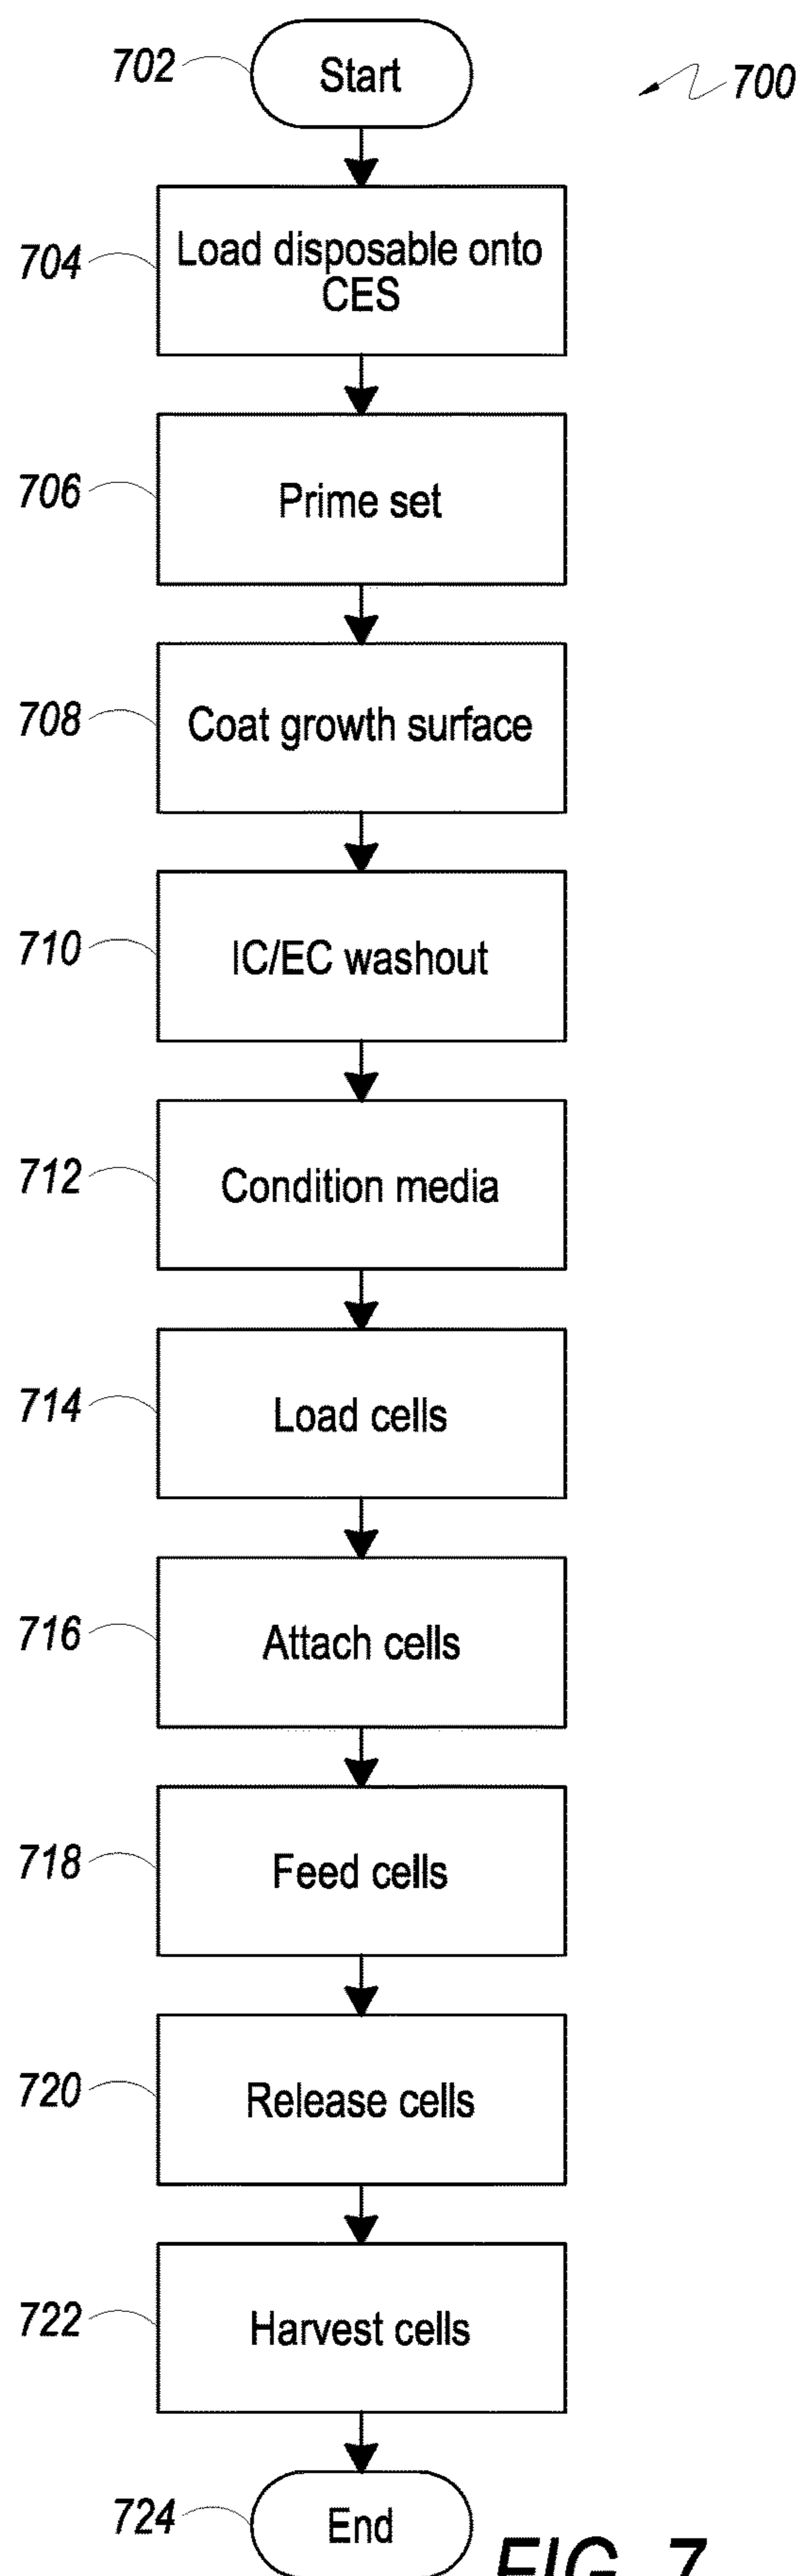 702
Start
700
704
Load disposable onto
CES
706
Prime set
708
Coat growth surface
710
IC/EC washout
712
Condition media
714
Load cells
716
Attach cells
718
Feed cells
720
Release cells
722
Harvest cells
724
End
FIG. 7